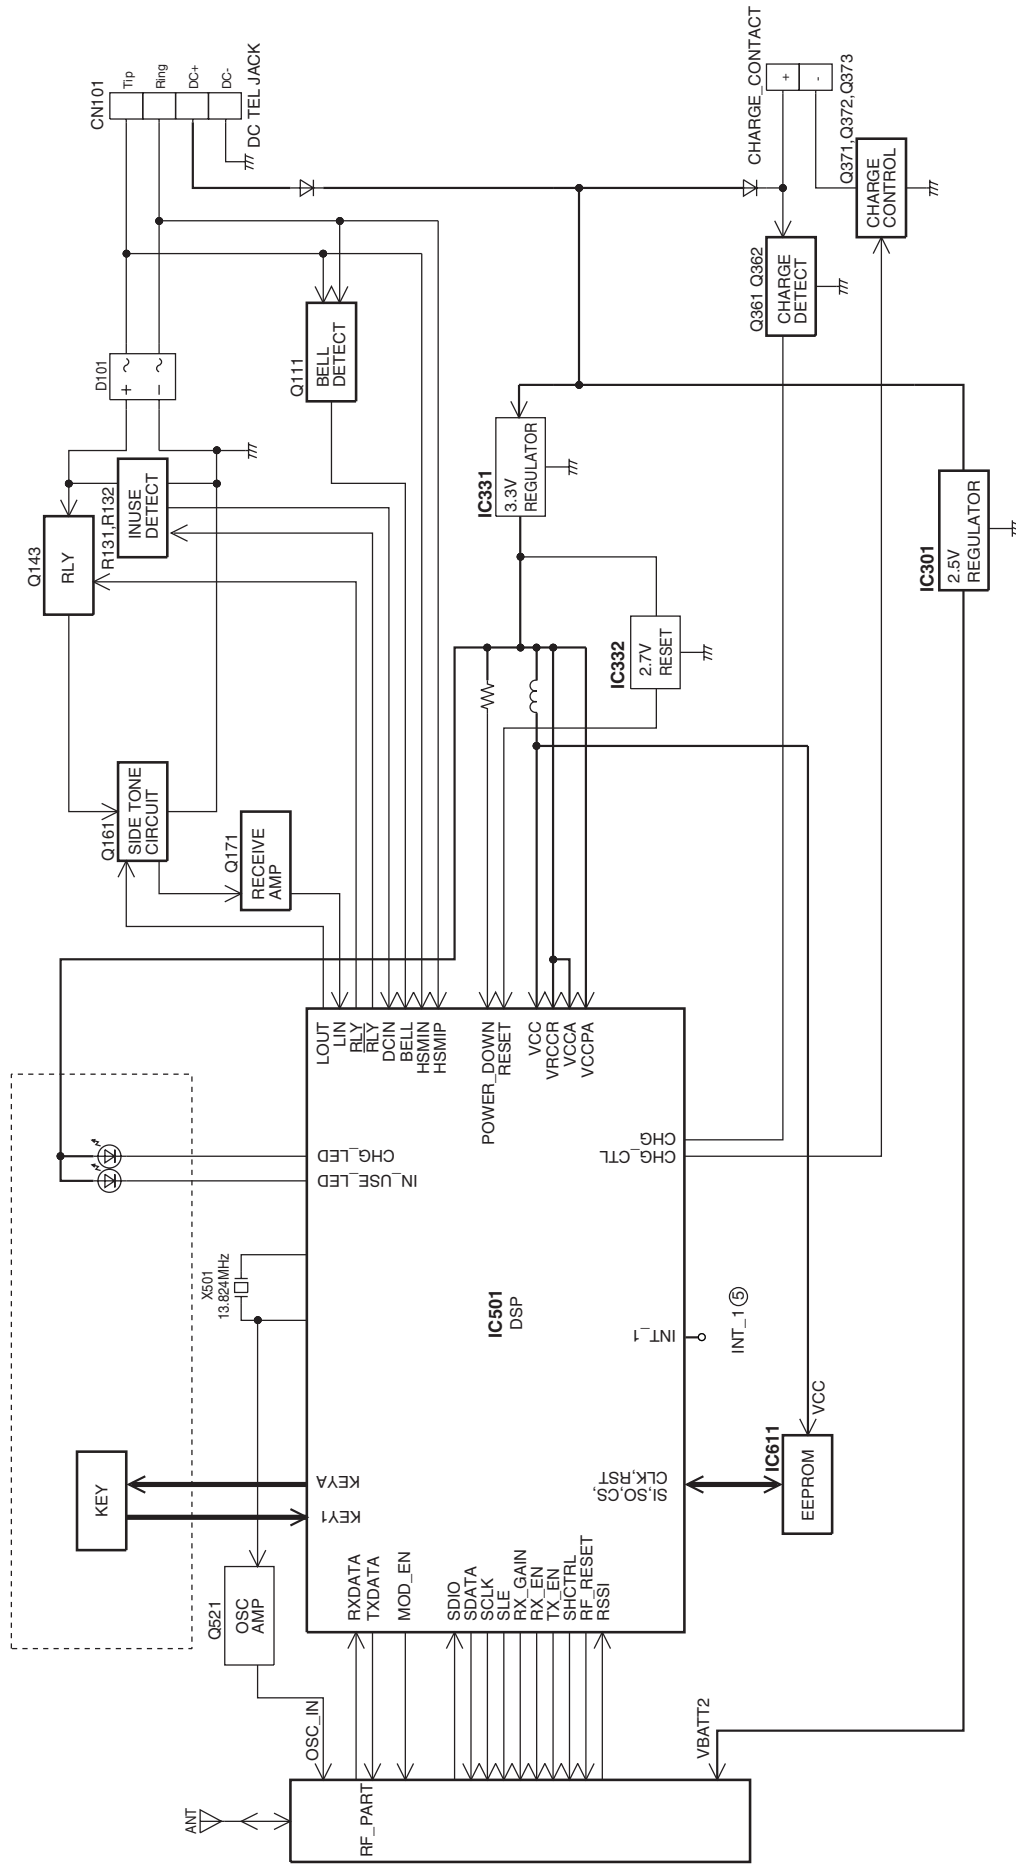 ANT
RF_PART
OSC_IN
VBATT2
Q521
OSC
AMP
KEY
X501
13.824MHz
RXDATA
TXDATA
MOD_EN
SDIO
SDATA
SCLK
SLE
RX_GAIN
RX_EN
TX_EN
SHCTRL
RF_RESET
RSSI
KEY1
KEYA
IN_USE_LED
CHG_LED
IC501
DSP
SI,SO,CS,
CLK,RST
INT_1
INT_1 ⑤
CHG_CTL
CHG
IC611
EEPROM
VCC
LOUT
LIN
RLY
RLY
DCIN
BELL
HSMIN
HSMIP
POWER_DOWN
RESET
VCC
VRCCR
VCCA
VCCPA
Q161
SIDE TONE
CIRCUIT
Q171
RECEIVE
AMP
Q143
RLY
R131,R132
INUSE
DETECT
D101
+ ~
− ~
Q111
BELL
DETECT
IC332
2.7V
RESET
IC331
3.3V
REGULATOR
IC301
2.5V
REGULATOR
CN101
Tip
Ring
DC+
DC-
DC TEL JACK
CHARGE_CONTACT
+
-
Q361 Q362
CHARGE
DETECT
Q371,Q372,Q373
CHARGE
CONTROL